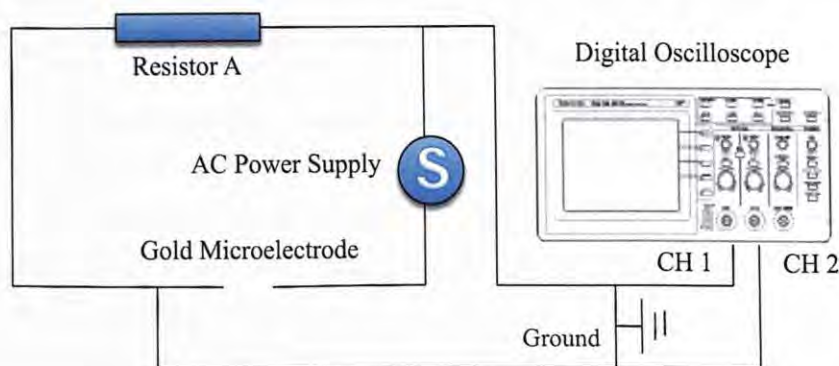 Resistor A
Digital Oscilloscope
AC Power Supply
S
Gold Microelectrode
CH 1
CH 2
Ground